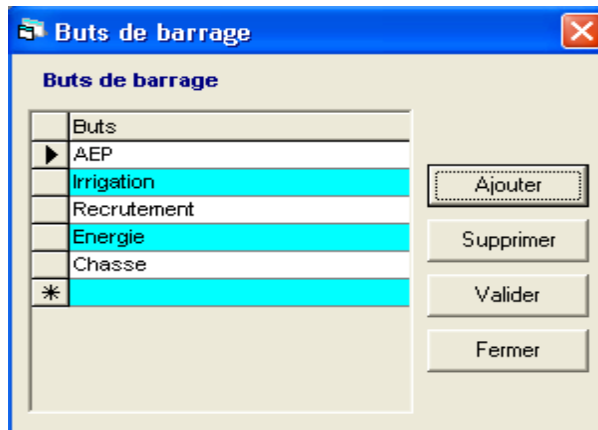 Buts de barrage
Buts de barrage
Buts
AEP
Irrigation
Recrutement
Energie
Chasse
Ajouter
Supprimer
Valider
Fermer